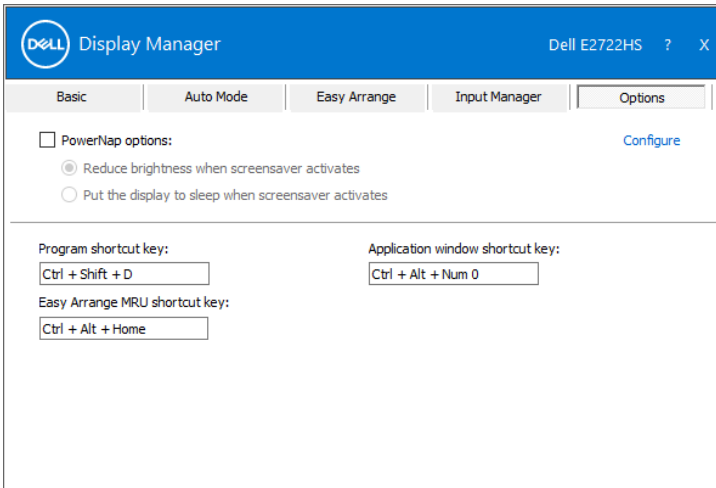 DELL Display Manager Dell E2722HS ? X
Basic Auto Mode Easy Arrange Input Manager Options
PowerNap options: Configure
Reduce brightness when screensaver activates
Put the display to sleep when screensaver activates
Program shortcut key: Application window shortcut key:
Ctrl + Shift + D Ctrl + Alt + Num 0
Easy Arrange MRU shortcut key:
Ctrl + Alt + Home